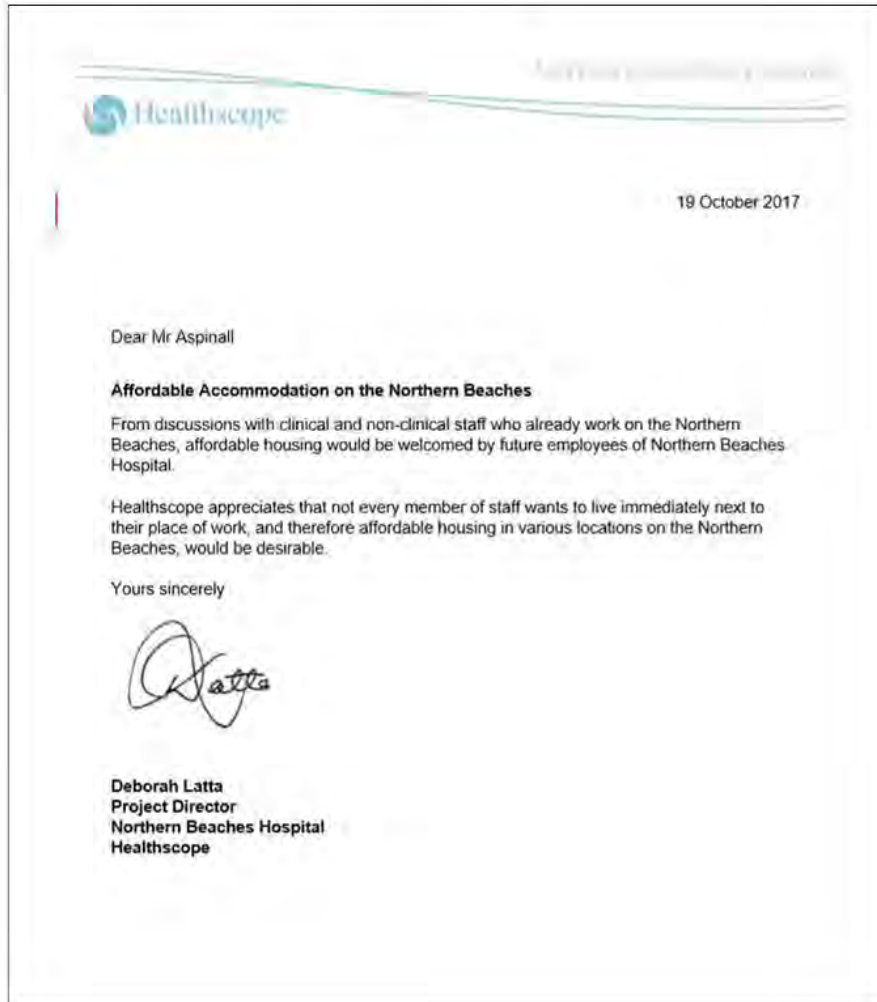 Healthscope
19 October 2017
Dear Mr Aspinall
Affordable Accommodation on the Northern Beaches
From discussions with clinical and non-clinical staff who already work on the Northern
Beaches, affordable housing would be welcomed by future employees of Northern Beaches
Hospital.
Healthscope appreciates that not every member of staff wants to live immediately next to
their place of work, and therefore affordable housing in various locations on the Northern
Beaches, would be desirable.
Yours sincerely
DLatta
Deborah Latta
Project Director
Northern Beaches Hospital
Healthscope